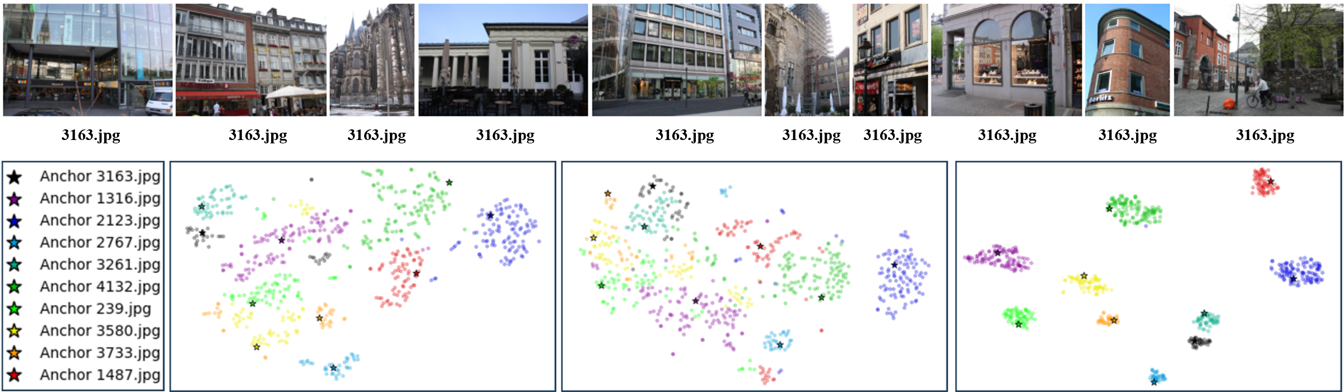 Berlitz
3163.jpg 3163.jpg 3163.jpg 3163.jpg 3163.jpg 3163.jpg 3163.jpg 3163.jpg 3163.jpg 3163.jpg
Anchor 3163.jpg
Anchor 1316.jpg
Anchor 2123.jpg
Anchor 2767.jpg
Anchor 3261.jpg
Anchor 4132.jpg
Anchor 239.jpg
Anchor 3580.jpg
Anchor 3733.jpg
Anchor 1487.jpg